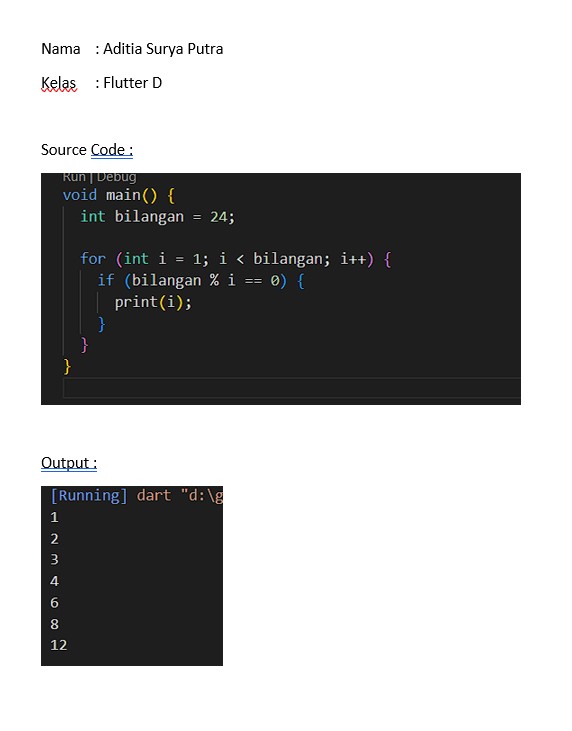 Nama : Aditia Surya Putra
Kelas : Flutter D
Source Code :
Run | Debug
void main() {
int bilangan = 24;
for (int i = 1; i < bilangan; i++) {
if (bilangan % i == 0) {
print(i);
}
}
}
Output :
[Running] dart "d:\g
1
2
3
4
6
8
12